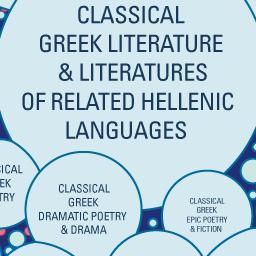 CLASSICAL
GREEK LITERATURE
& LITERATURES
OF RELATED HELLENIC
LANGUAGES
CLASSICAL
GREEK
DRAMATIC POETRY
& DRAMA
CLASSICAL
GREEK
EPIC POETRY
& FICTION